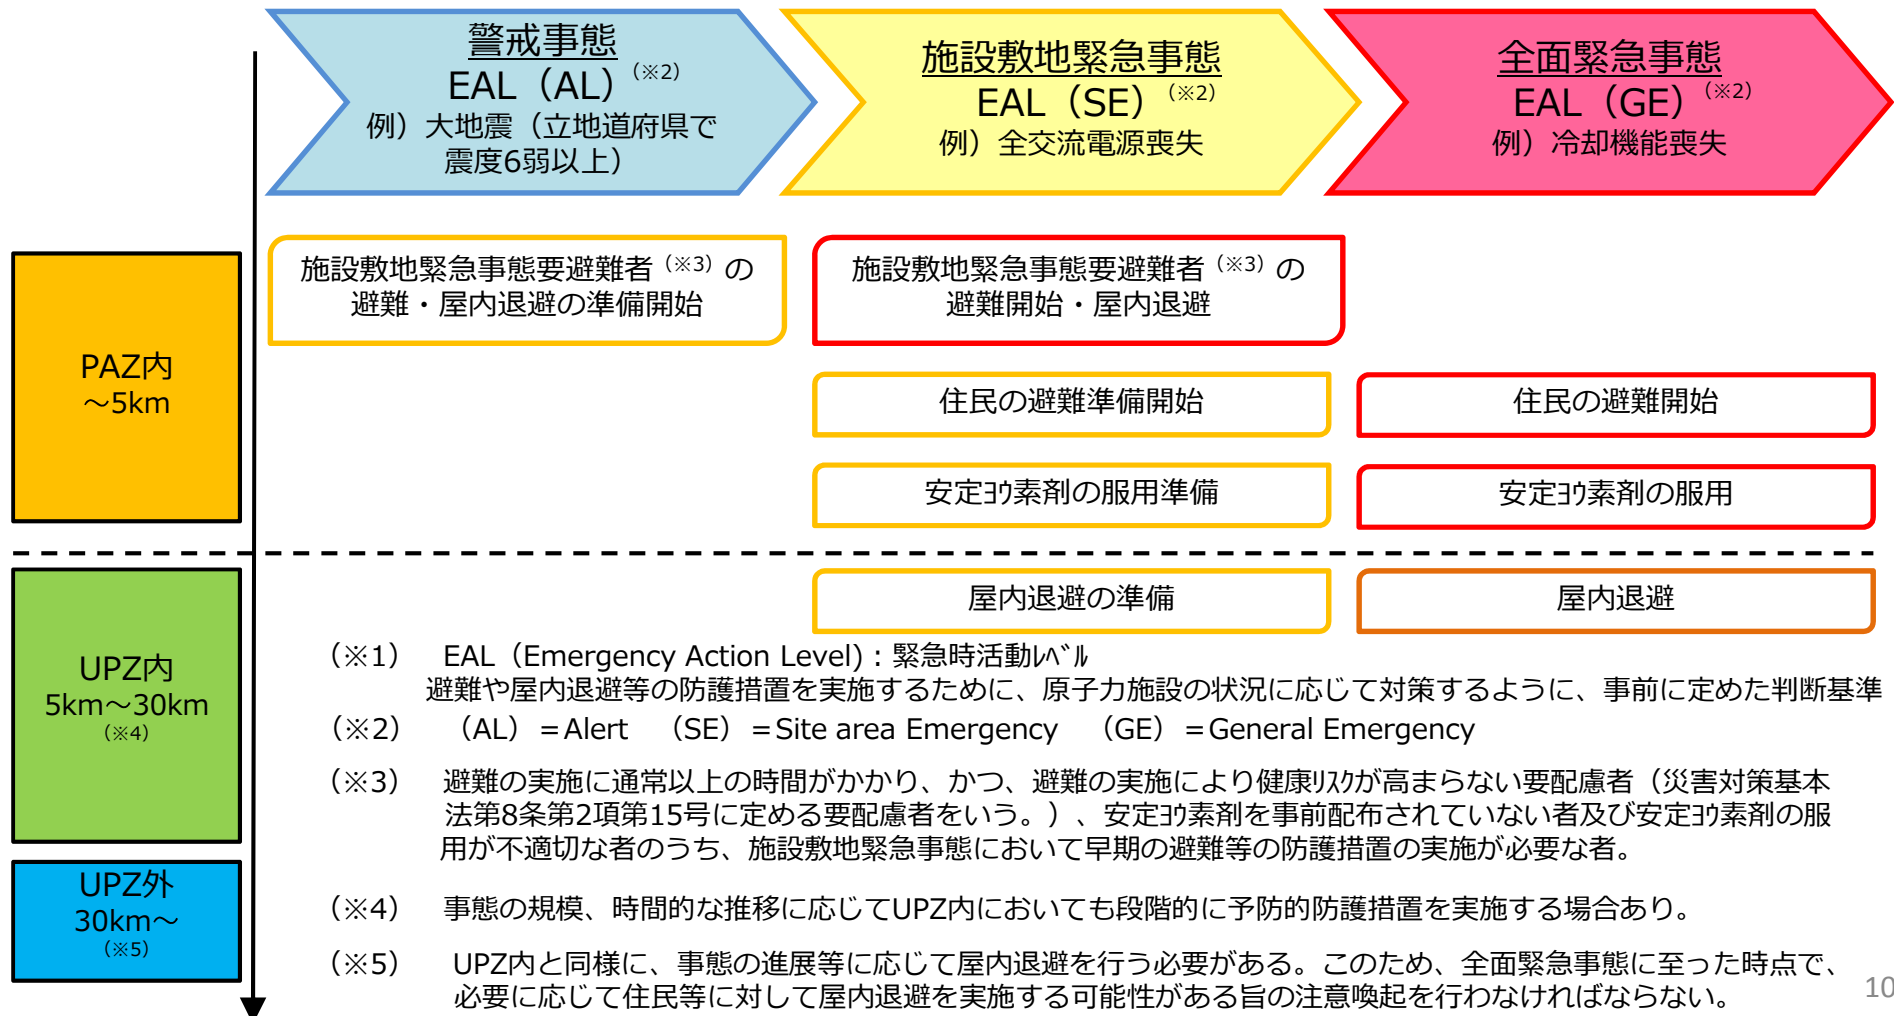 警戒事態
EAL（AL）（※2）
例）大地震（立地道府県で
震度6弱以上）
施設敷地緊急事態
EAL（SE）（※2）
例）全交流電源喪失
全面緊急事態
EAL（GE）（※2）
例）冷却機能喪失
PAZ内
～5km
施設敷地緊急事態要避難者（※3）の
避難・屋内退避の準備開始
施設敷地緊急事態要避難者（※3）の
避難開始・屋内退避
住民の避難準備開始
住民の避難開始
安定ﾖｳ素剤の服用準備
安定ﾖｳ素剤の服用
UPZ内
5km～30km
（※4）
屋内退避の準備
屋内退避
（※1） EAL（Emergency Action Level)：緊急時活動ﾚﾍﾞﾙ
避難や屋内退避等の防護措置を実施するために、原子力施設の状況に応じて対策するように、事前に定めた判断基準
（※2） （AL）＝Alert （SE）＝Site area Emergency （GE）＝General Emergency
（※3） 避難の実施に通常以上の時間がかかり、かつ、避難の実施により健康ﾘｽｸが高まらない要配慮者（災害対策基本
法第8条第2項第15号に定める要配慮者をいう。）、安定ﾖｳ素剤を事前配布されていない者及び安定ﾖｳ素剤の服
用が不適切な者のうち、施設敷地緊急事態において早期の避難等の防護措置の実施が必要な者。
UPZ外
30km～
（※5）
（※4） 事態の規模、時間的な推移に応じてUPZ内においても段階的に予防的防護措置を実施する場合あり。
（※5） UPZ内と同様に、事態の進展等に応じて屋内退避を行う必要がある。このため、全面緊急事態に至った時点で、
必要に応じて住民等に対して屋内退避を実施する可能性がある旨の注意喚起を行わなければならない。
10